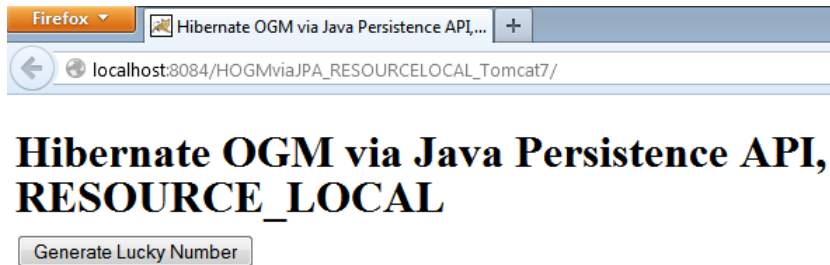 Firefox
Hibernate OGM via Java Persistence API,...
localhost:8084/HOGMviaJPA_RESOURCELOCAL_Tomcat7/
Hibernate OGM via Java Persistence API,
RESOURCE_LOCAL
Generate Lucky Number